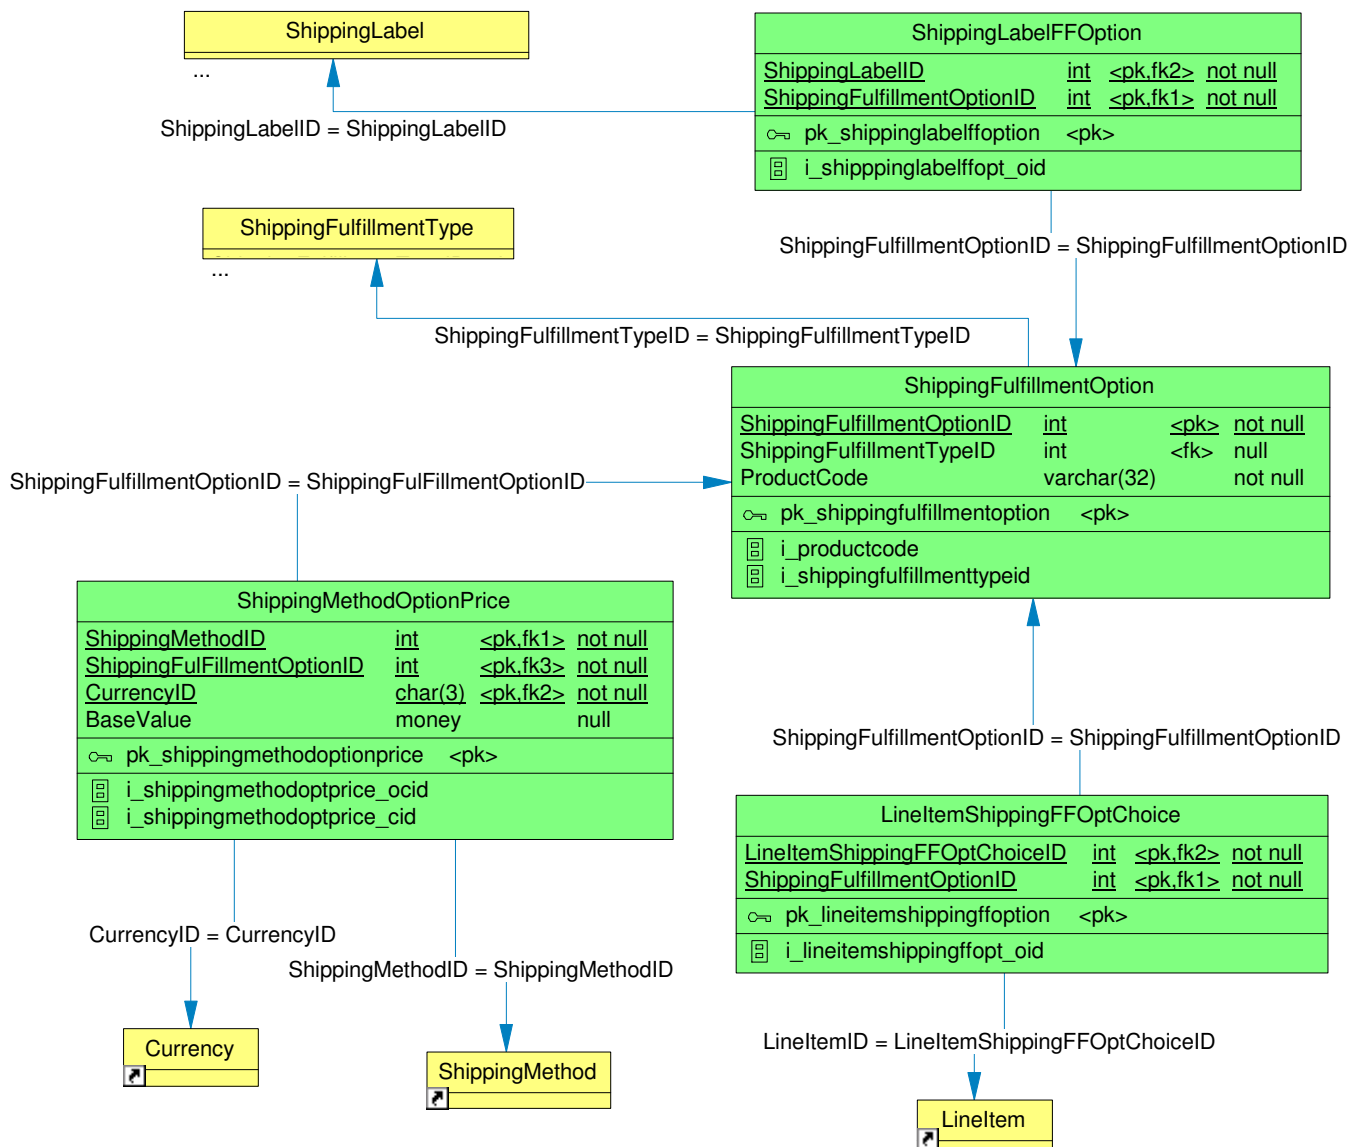 ShippingLabel
...
ShippingLabelFFOption
ShippingLabelID int <pk,fk2> not null
ShippingFulfillmentOptionID int <pk,fk1> not null
pk_shippinglabelffoption <pk>
i_shipppinglabelffopt_oid
ShippingLabelID = ShippingLabelID
ShippingFulfillmentType
...
ShippingFulfillmentOptionID = ShippingFulfillmentOptionID
ShippingFulfillmentTypeID = ShippingFulfillmentTypeID
ShippingFulfillmentOption
ShippingFulfillmentOptionID int <pk> not null
ShippingFulfillmentTypeID int <fk> null
ProductCode varchar(32) not null
pk_shippingfulfillmentoption <pk>
i_productcode
i_shippingfulfillmenttypeid
ShippingFulfillmentOptionID = ShippingFulFillmentOptionID
ShippingMethodOptionPrice
ShippingMethodID int <pk,fk1> not null
ShippingFulFillmentOptionID int <pk,fk3> not null
CurrencyID char(3) <pk,fk2> not null
BaseValue money null
pk_shippingmethodoptionprice <pk>
i_shippingmethodoptprice_ocid
i_shippingmethodoptprice_cid
ShippingFulfillmentOptionID = ShippingFulfillmentOptionID
LineItemShippingFFOptChoice
LineItemShippingFFOptChoiceID int <pk,fk2> not null
ShippingFulfillmentOptionID int <pk,fk1> not null
pk_lineitemshippingffoption <pk>
i_lineitemshippingffopt_oid
CurrencyID = CurrencyID
ShippingMethodID = ShippingMethodID
LineItemID = LineItemShippingFFOptChoiceID
Currency
ShippingMethod
LineItem